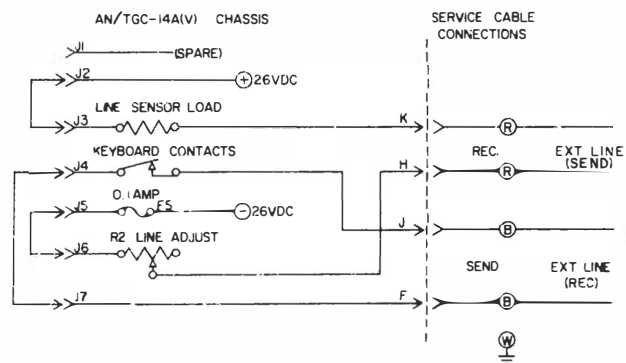 AN/TGC-14A(V) CHASSIS
SERVICE CABLE
CONNECTIONS
J1 (SPARE)
J2 + 26VDC
LINE SENSOR LOAD
J3 K R
KEYBOARD CONTACTS
J4 H REC. R EXT LINE
(SEND)
0.1AMP
J5 F5 - 26VDC
J B
R2 LINE ADJUST
J6
SEND EXT LINE
(REC)
J7 F B
W